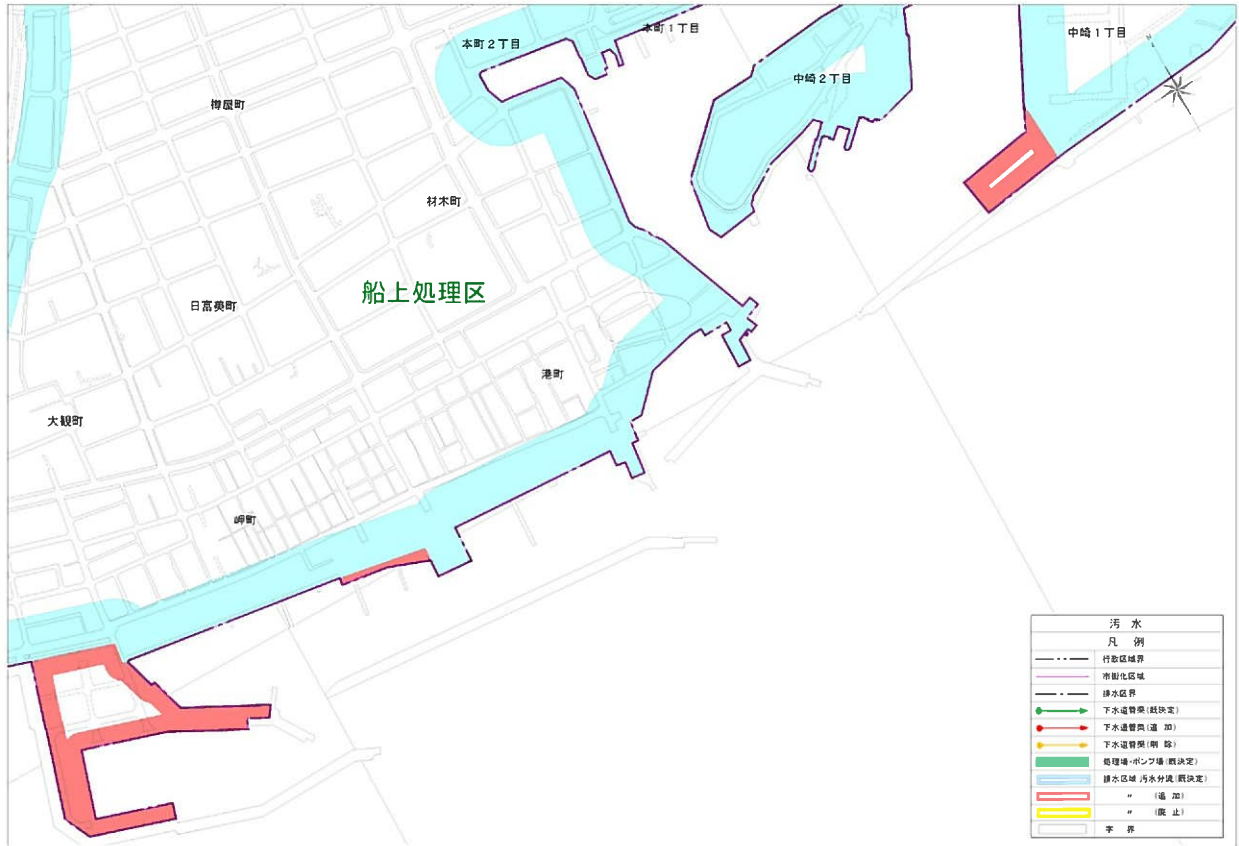 本町１丁目
中崎１丁目
本町２丁目
中崎２丁目
樽屋町
材木町
船上処理区
日富美町
港町
大観町
岬町
汚水
凡例
行政区域界
市街化区域
排水区界
下水道管渠(既決定)
下水道管渠(追 加)
下水道管渠(削 除)
処理場・ポンプ場(既決定)
排水区域 汚水分流(既決定)
〃 (追 加)
〃 (廃 止)
字 界